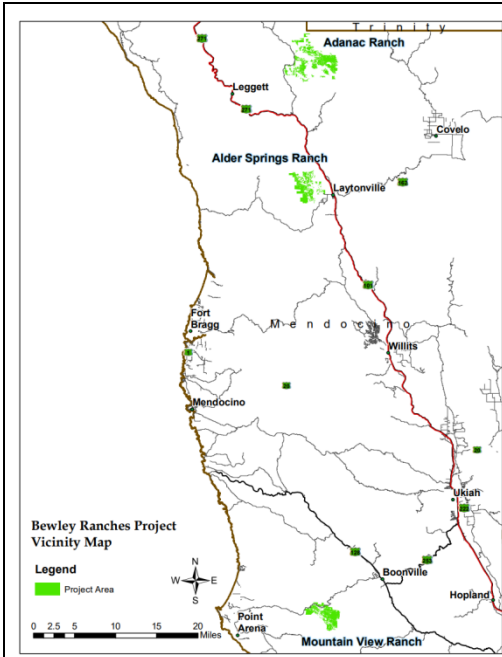 Trinity
271
Adanac Ranch
Leggett
271
Covelo
Alder Springs Ranch
162
Laytonville
101
Fort
Bragg
Mendocino
1
Willits
20
Mendocino
Ukiah
Bewley Ranches Project
Vicinity Map
Legend
Project Area
N
W E
S
128
253
Boonville
Hopland
0 2.5 5 10 15 20
Miles
Point
Arena
Mountain View Ranch